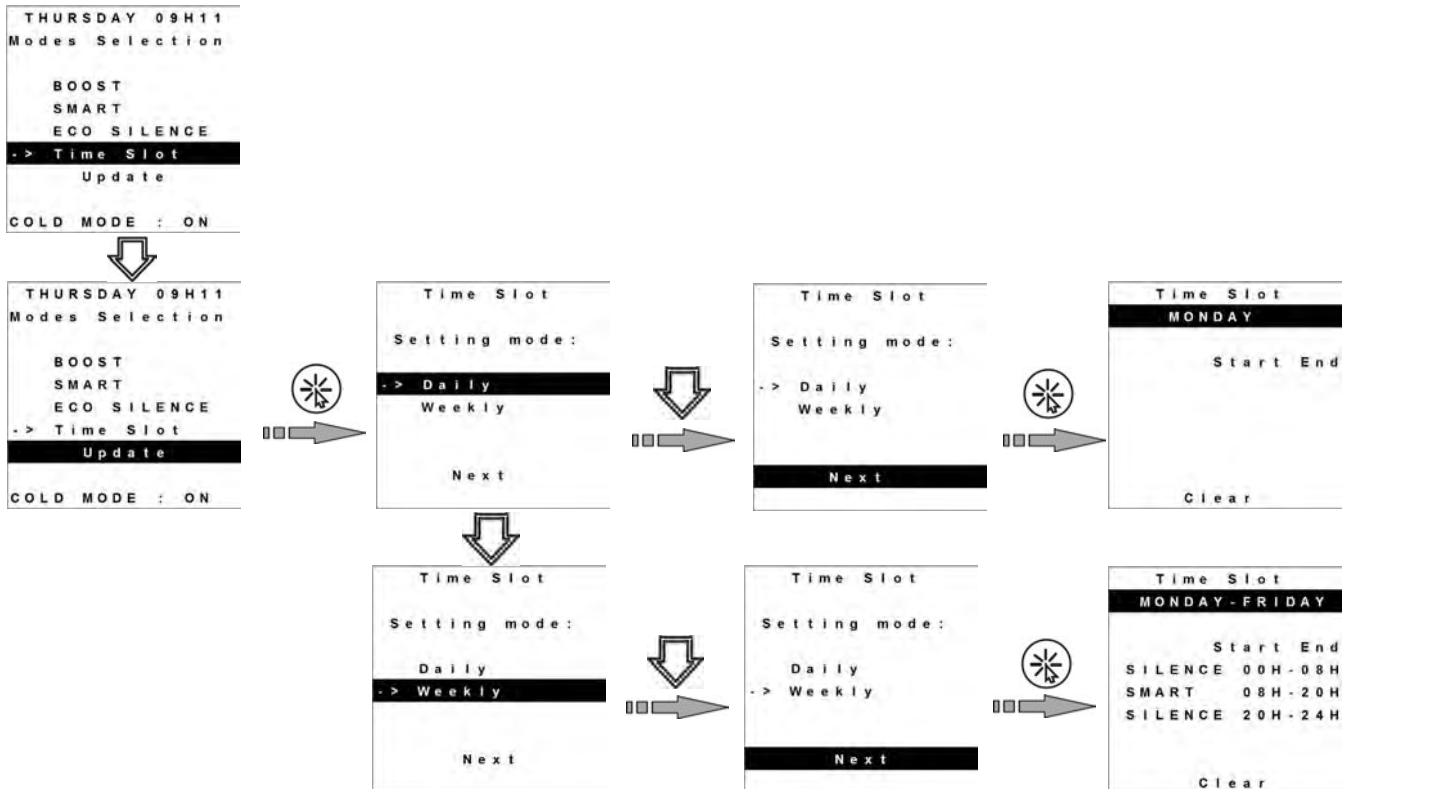 THURSDAY 09H11
Modes Selection
BOOST
SMART
ECO SILENCE
-> Time Slot
Update
COLD MODE : ON
THURSDAY 09H11
Modes Selection
BOOST
SMART
ECO SILENCE
-> Time Slot
Update
COLD MODE : ON
Time Slot
Setting mode:
-> Daily
Weekly
Next
Time Slot
Setting mode:
-> Daily
Weekly
Next
Time Slot
MONDAY
Start End
Clear
Time Slot
Setting mode:
Daily
-> Weekly
Next
Time Slot
Setting mode:
Daily
-> Weekly
Next
Time Slot
MONDAY-FRIDAY
Start End
SILENCE 00H-08H
SMART 08H-20H
SILENCE 20H-24H
Clear